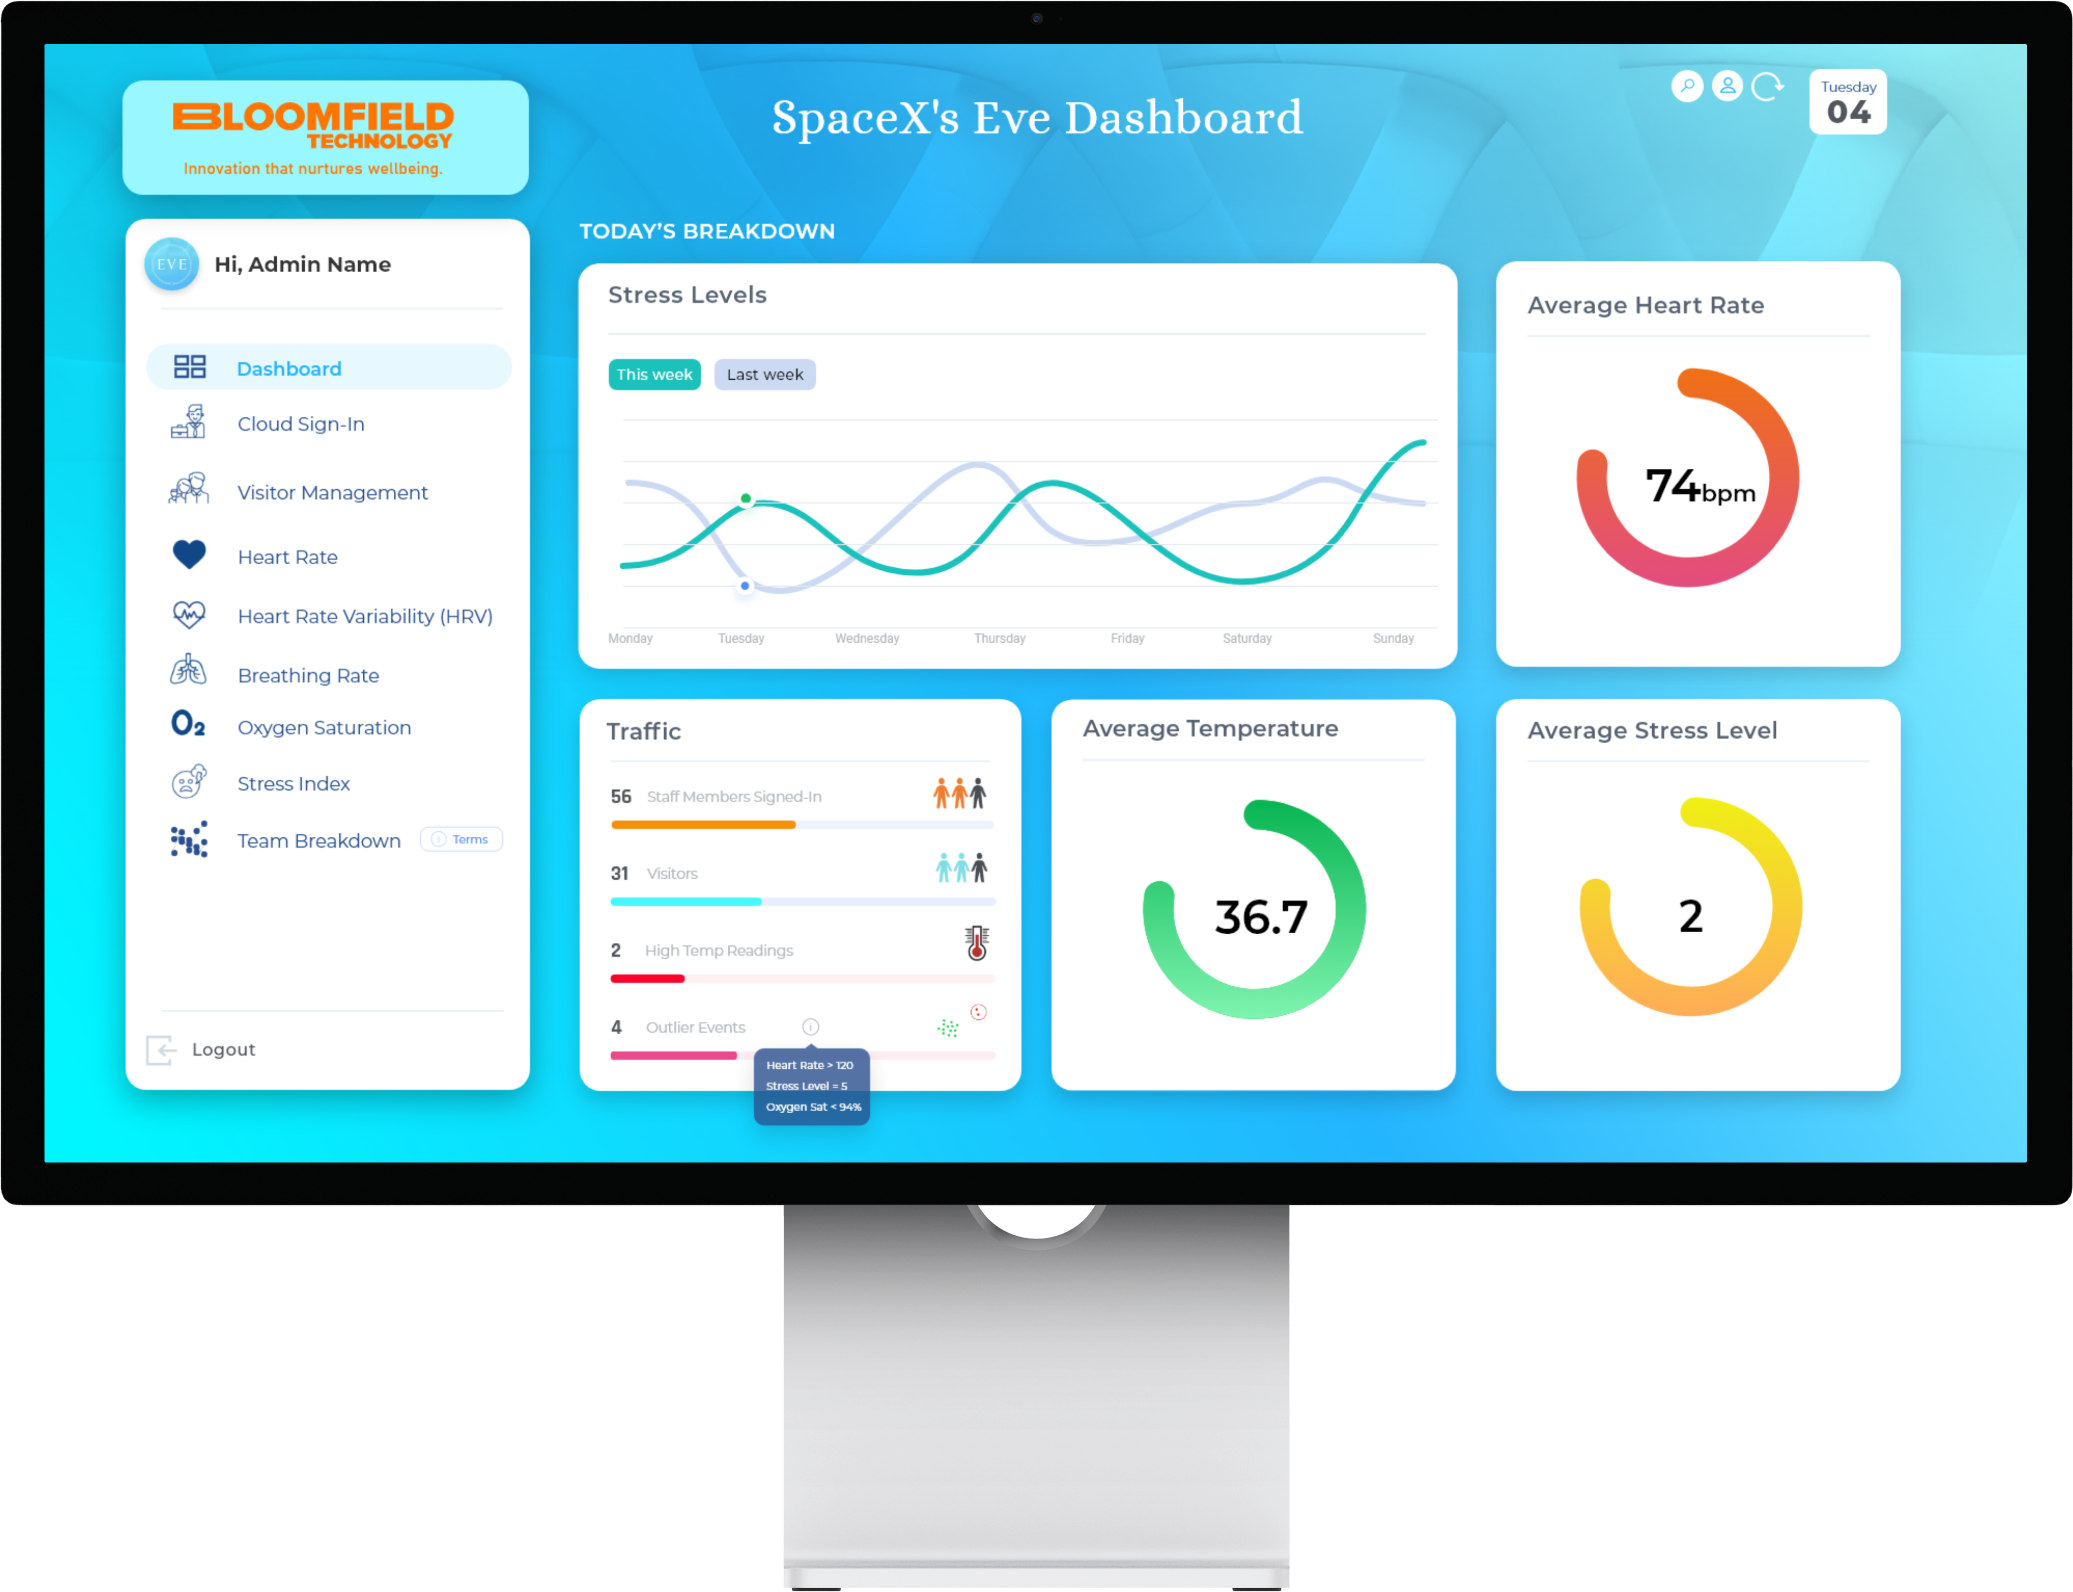 BLOOMFIELD
TECHNOLOGY
Innovation that nurtures wellbeing.
SpaceX's Eve Dashboard
Tuesday
04
EVE
Hi, Admin Name
Dashboard
Cloud Sign-In
Visitor Management
Heart Rate
Heart Rate Variability (HRV)
Breathing Rate
O2
Oxygen Saturation
Stress Index
Team Breakdown
Terms
Logout
TODAY'S BREAKDOWN
Stress Levels
This week
Last week
Monday Tuesday Wednesday Thursday Friday Saturday Sunday
Average Heart Rate
74bpm
Traffic
56 Staff Members Signed-In
31 Visitors
2 High Temp Readings
4 Outlier Events
Heart Rate > 120
Stress Level = 5
Oxygen Sat < 94%
Average Temperature
36.7
Average Stress Level
2